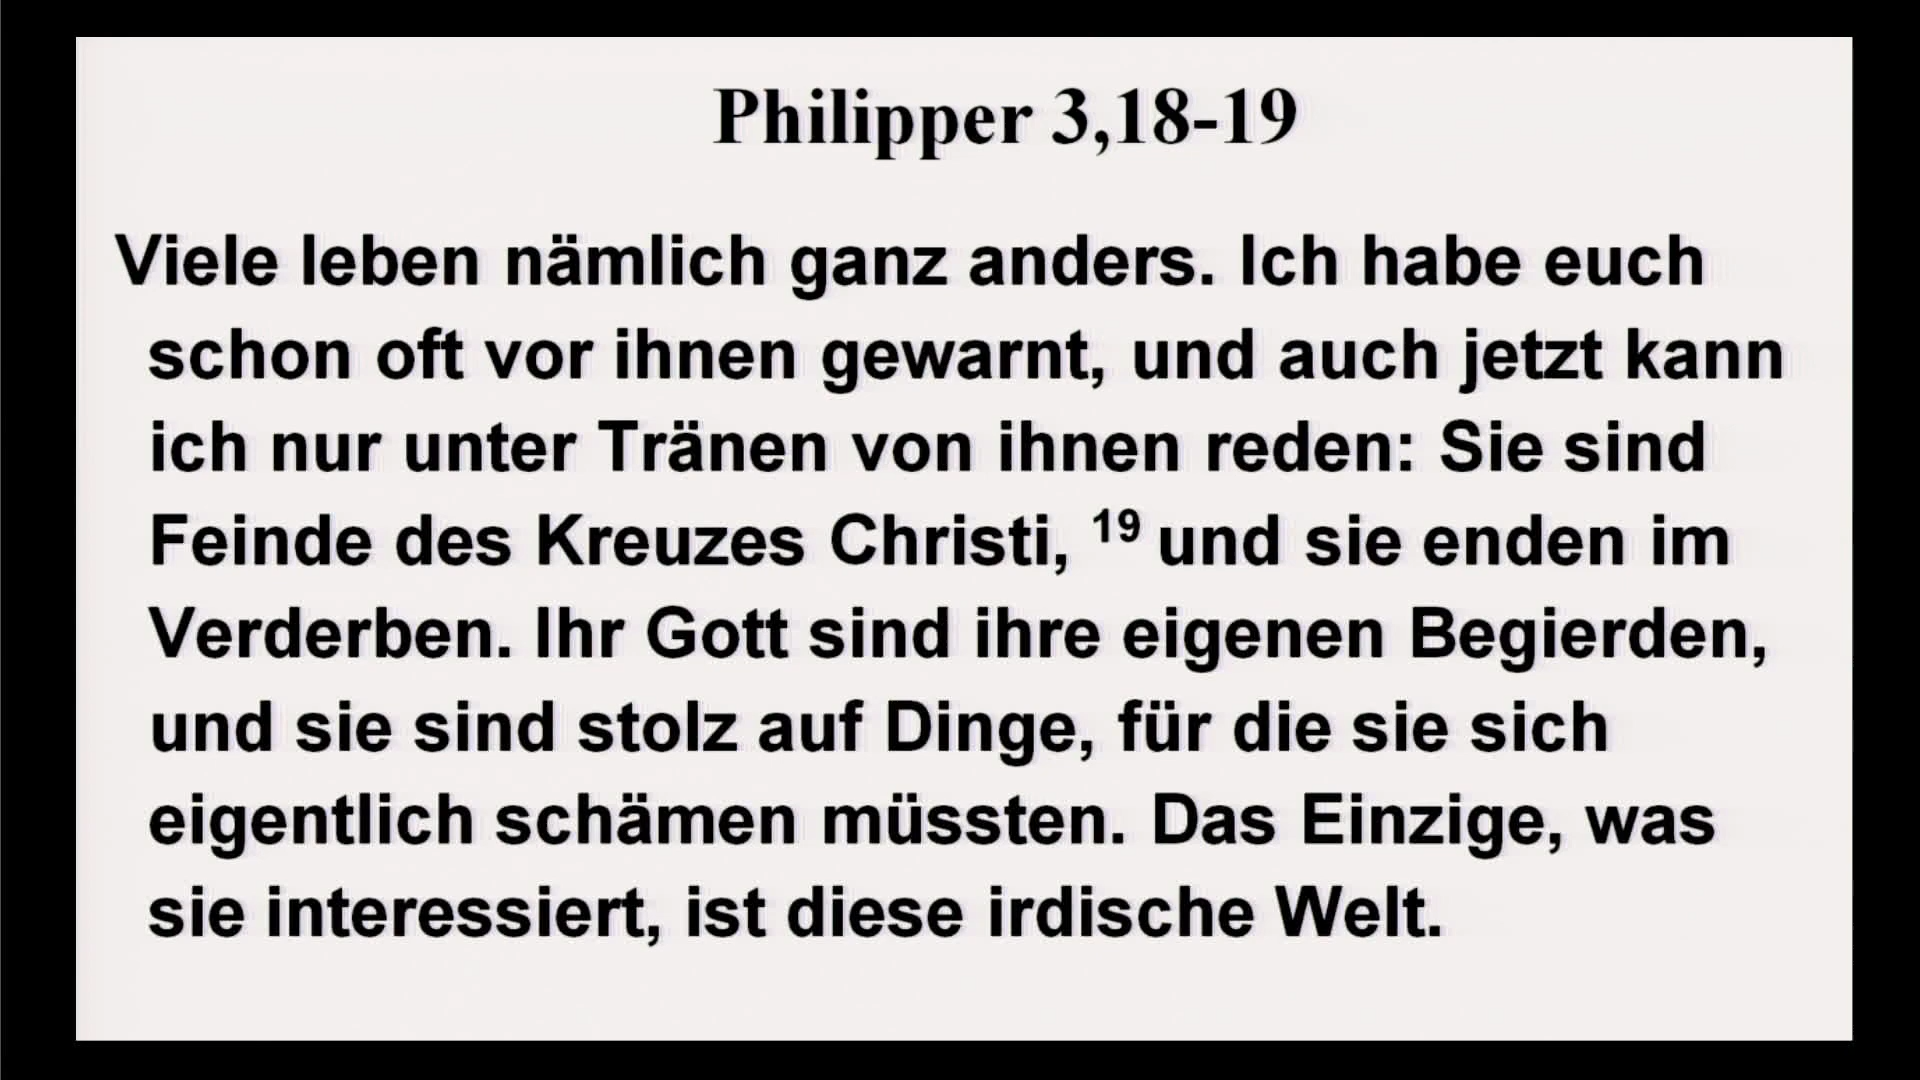 Philipper 3,18-19
Viele leben nämlich ganz anders. Ich habe euch
schon oft vor ihnen gewarnt, und auch jetzt kann
ich nur unter Tränen von ihnen reden: Sie sind
Feinde des Kreuzes Christi, 19 und sie enden im
Verderben. Ihr Gott sind ihre eigenen Begierden,
und sie sind stolz auf Dinge, für die sie sich
eigentlich schämen müssten. Das Einzige, was
sie interessiert, ist diese irdische Welt.